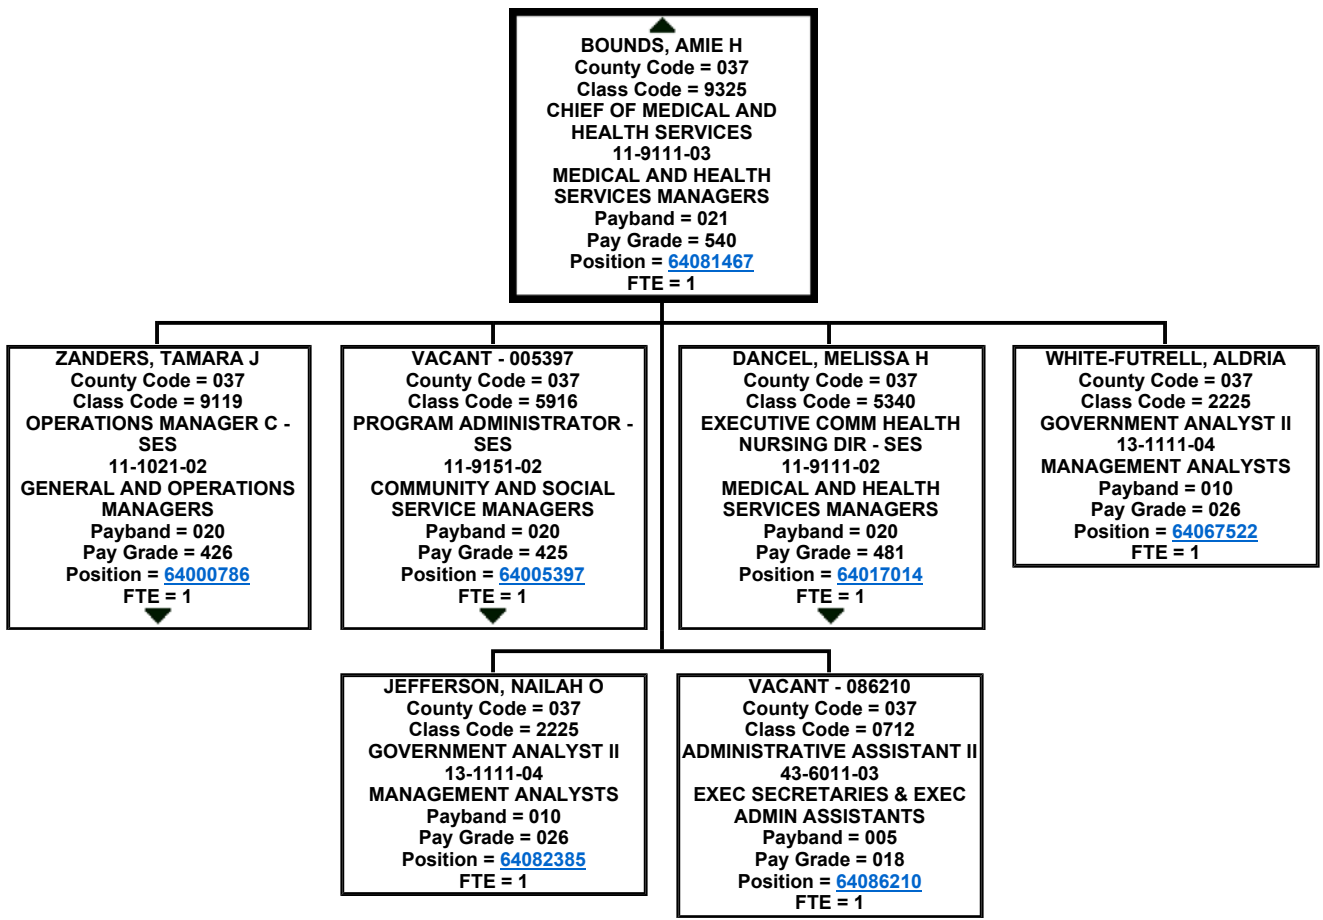 BOUNDS, AMIE H
County Code = 037
Class Code = 9325
CHIEF OF MEDICAL AND
HEALTH SERVICES
11-9111-03
MEDICAL AND HEALTH
SERVICES MANAGERS
Payband = 021
Pay Grade = 540
Position = 64081467
FTE = 1
ZANDERS, TAMARA J
County Code = 037
Class Code = 9119
OPERATIONS MANAGER C -
SES
11-1021-02
GENERAL AND OPERATIONS
MANAGERS
Payband = 020
Pay Grade = 426
Position = 64000786
FTE = 1
VACANT - 005397
County Code = 037
Class Code = 5916
PROGRAM ADMINISTRATOR -
SES
11-9151-02
COMMUNITY AND SOCIAL
SERVICE MANAGERS
Payband = 020
Pay Grade = 425
Position = 64005397
FTE = 1
DANCEL, MELISSA H
County Code = 037
Class Code = 5340
EXECUTIVE COMM HEALTH
NURSING DIR - SES
11-9111-02
MEDICAL AND HEALTH
SERVICES MANAGERS
Payband = 020
Pay Grade = 481
Position = 64017014
FTE = 1
WHITE-FUTRELL, ALDRIA
County Code = 037
Class Code = 2225
GOVERNMENT ANALYST II
13-1111-04
MANAGEMENT ANALYSTS
Payband = 010
Pay Grade = 026
Position = 64067522
FTE = 1
JEFFERSON, NAILAH O
County Code = 037
Class Code = 2225
GOVERNMENT ANALYST II
13-1111-04
MANAGEMENT ANALYSTS
Payband = 010
Pay Grade = 026
Position = 64082385
FTE = 1
VACANT - 086210
County Code = 037
Class Code = 0712
ADMINISTRATIVE ASSISTANT II
43-6011-03
EXEC SECRETARIES & EXEC
ADMIN ASSISTANTS
Payband = 005
Pay Grade = 018
Position = 64086210
FTE = 1